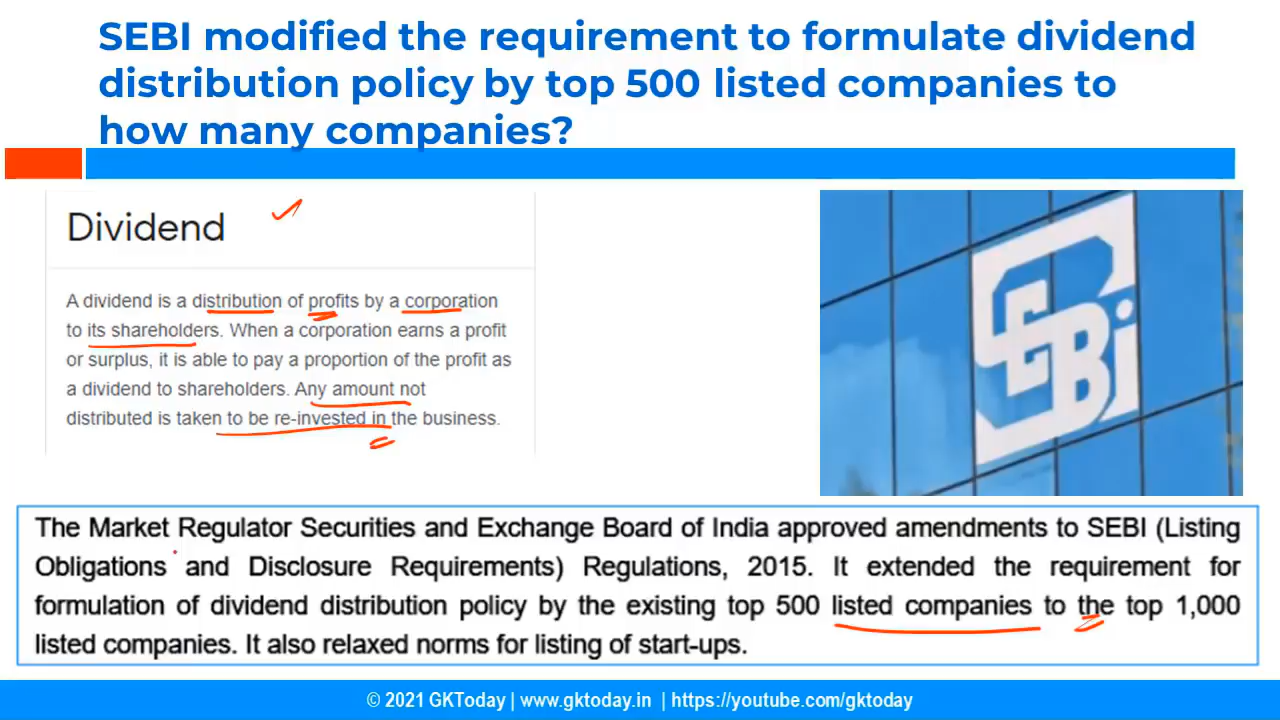 SEBI modified the requirement to formulate dividend
distribution policy by top 500 listed companies to
how many companies?
Dividend
A dividend is a distribution of profits by a corporation
to its shareholders. When a corporation earns a profit
or surplus, it is able to pay a proportion of the profit as
a dividend to shareholders. Any amount not
distributed is taken to be re-invested in the business.
SEBi
The Market Regulator Securities and Exchange Board of India approved amendments to SEBI (Listing
Obligations and Disclosure Requirements) Regulations, 2015. It extended the requirement for
formulation of dividend distribution policy by the existing top 500 listed companies to the top 1,000
listed companies. It also relaxed norms for listing of start-ups.
© 2021 GKToday | www.gktoday.in | https://youtube.com/gktoday